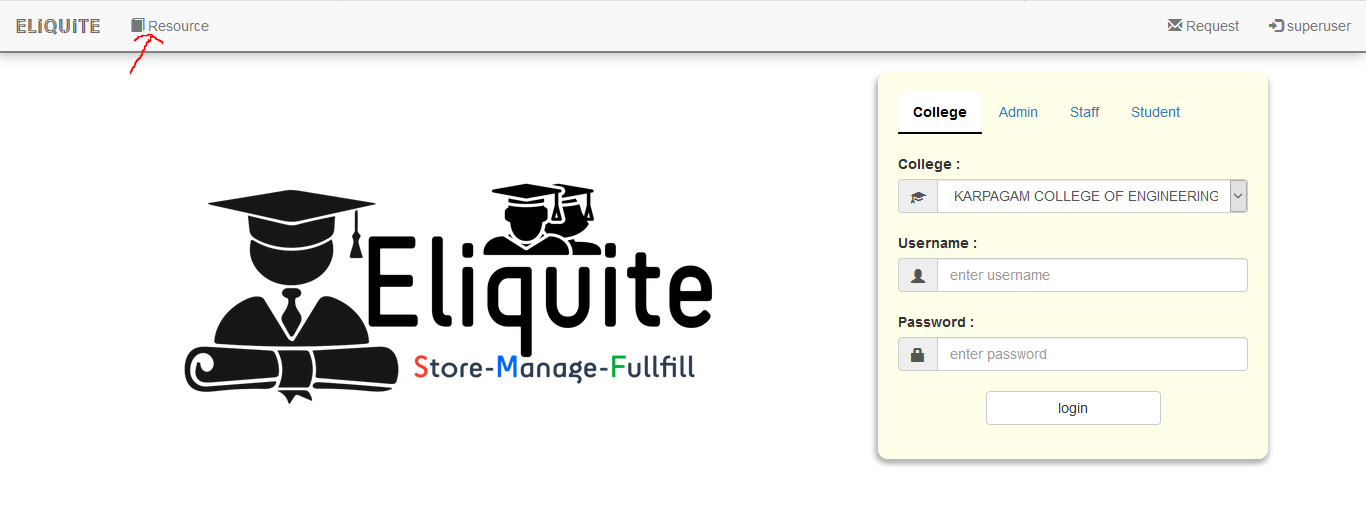 ELiQUiTE Resource Request superuser
College Admin Staff Student
College :
KARPAGAM COLLEGE OF ENGINEERING
Username :
enter username
Password :
enter password
login
Eliquite
Store-Manage-Fullfill